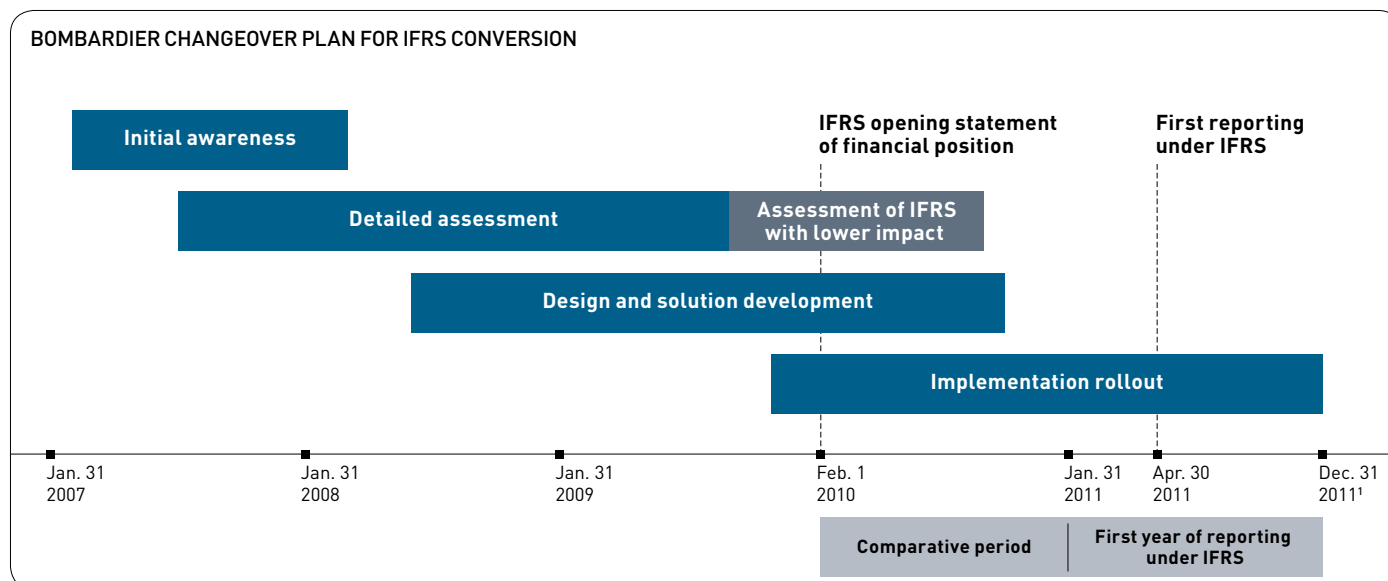 BOMBARDIER CHANGEOVER PLAN FOR IFRS CONVERSION
Initial awareness
IFRS opening statement
of financial position
First reporting
under IFRS
Detailed assessment
Assessment of IFRS
with lower impact
Design and solution development
Implementation rollout
Jan. 31
2007
Jan. 31
2008
Jan. 31
2009
Feb. 1
2010
Jan. 31
2011
Apr. 30
2011
Dec. 31
2011¹
Comparative period
First year of reporting
under IFRS